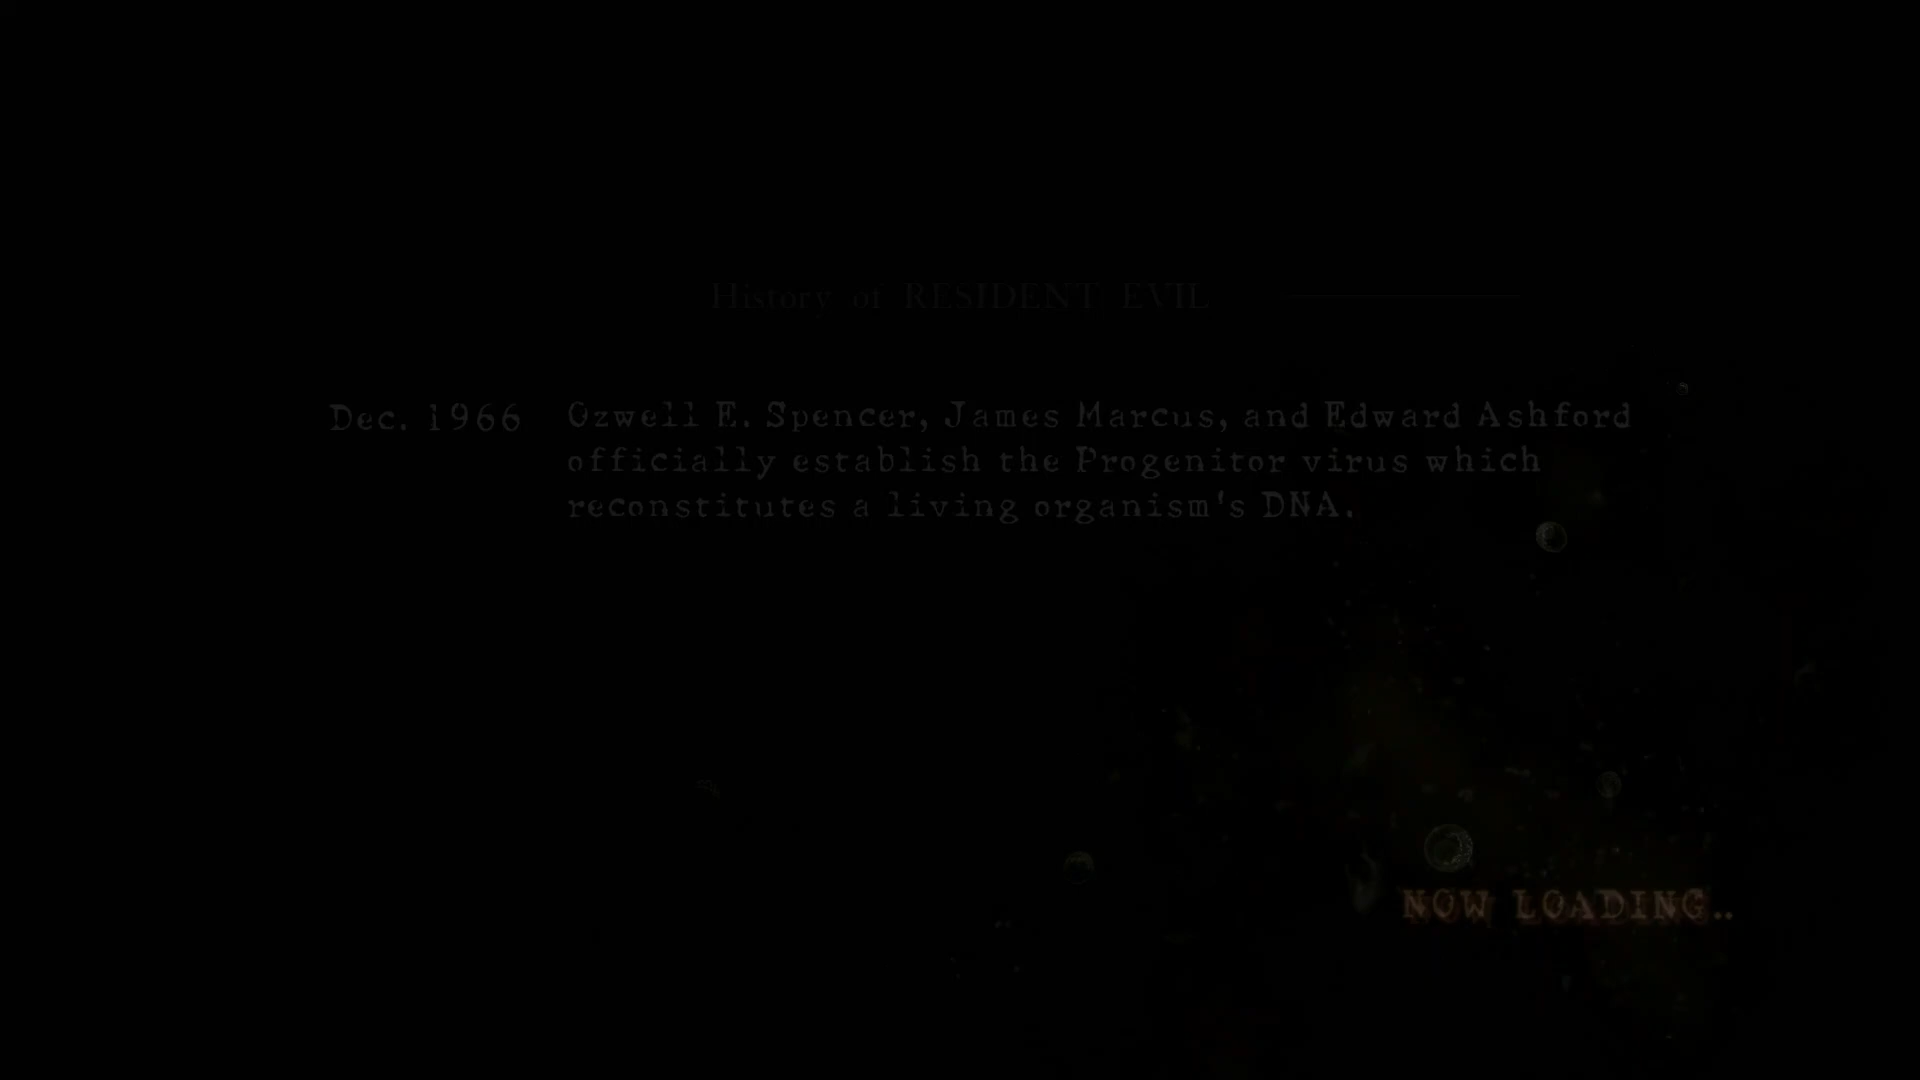 History of RESIDENT EVIL
Dec. 1966 Ozwell E. Spencer, James Marcus, and Edward Ashford
officially establish the Progenitor virus which
reconstitutes a living organism's DNA.
NOW LOADING..